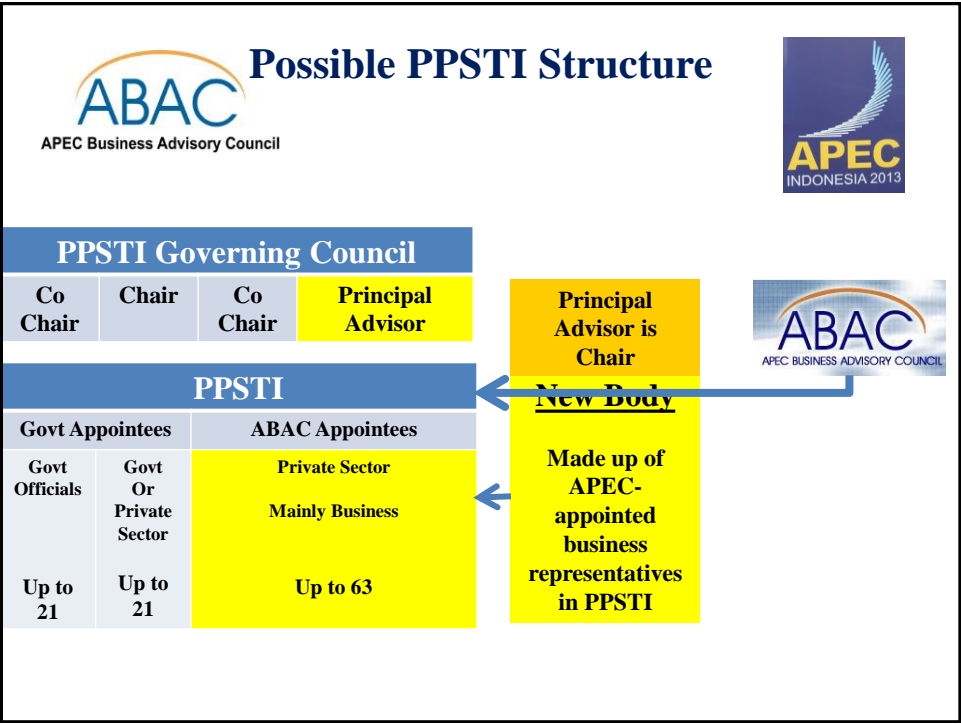 Possible PPSTI Structure
ABAC
APEC Business Advisory Council
APEC
INDONESIA 2013
PPSTI Governing Council
Co
Chair
Chair
Co
Chair
Principal
Advisor
Principal
Advisor is
Chair
ABAC
APEC BUSINESS ADVISORY COUNCIL
PPSTI
New Body
Govt Appointees
ABAC Appointees
Govt
Officials
Govt
Or
Private
Sector
Private Sector
Mainly Business
Made up of
APEC-
appointed
business
representatives
in PPSTI
Up to
21
Up to
21
Up to 63